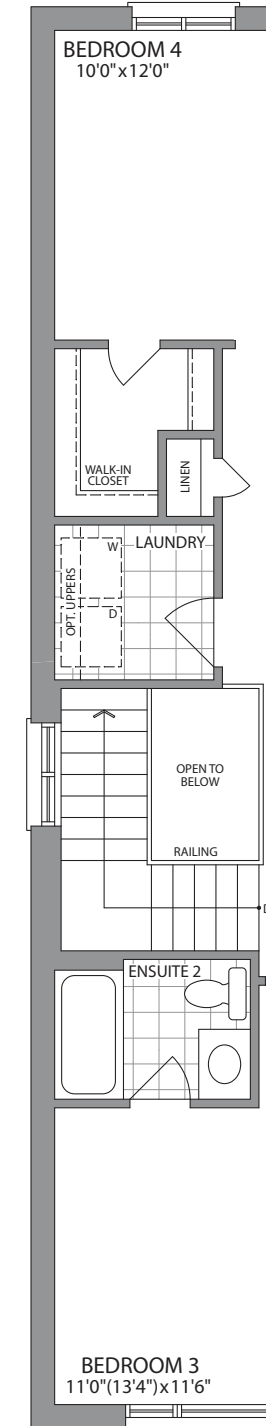 BEDROOM 4
10'0"x12'0"
WALK-IN
CLOSET
LINEN
LAUNDRY
W
D
OPT. UPPERS
OPEN TO
BELOW
RAILING
ENSUITE 2
BEDROOM 3
11'0"(13'4")x11'6"